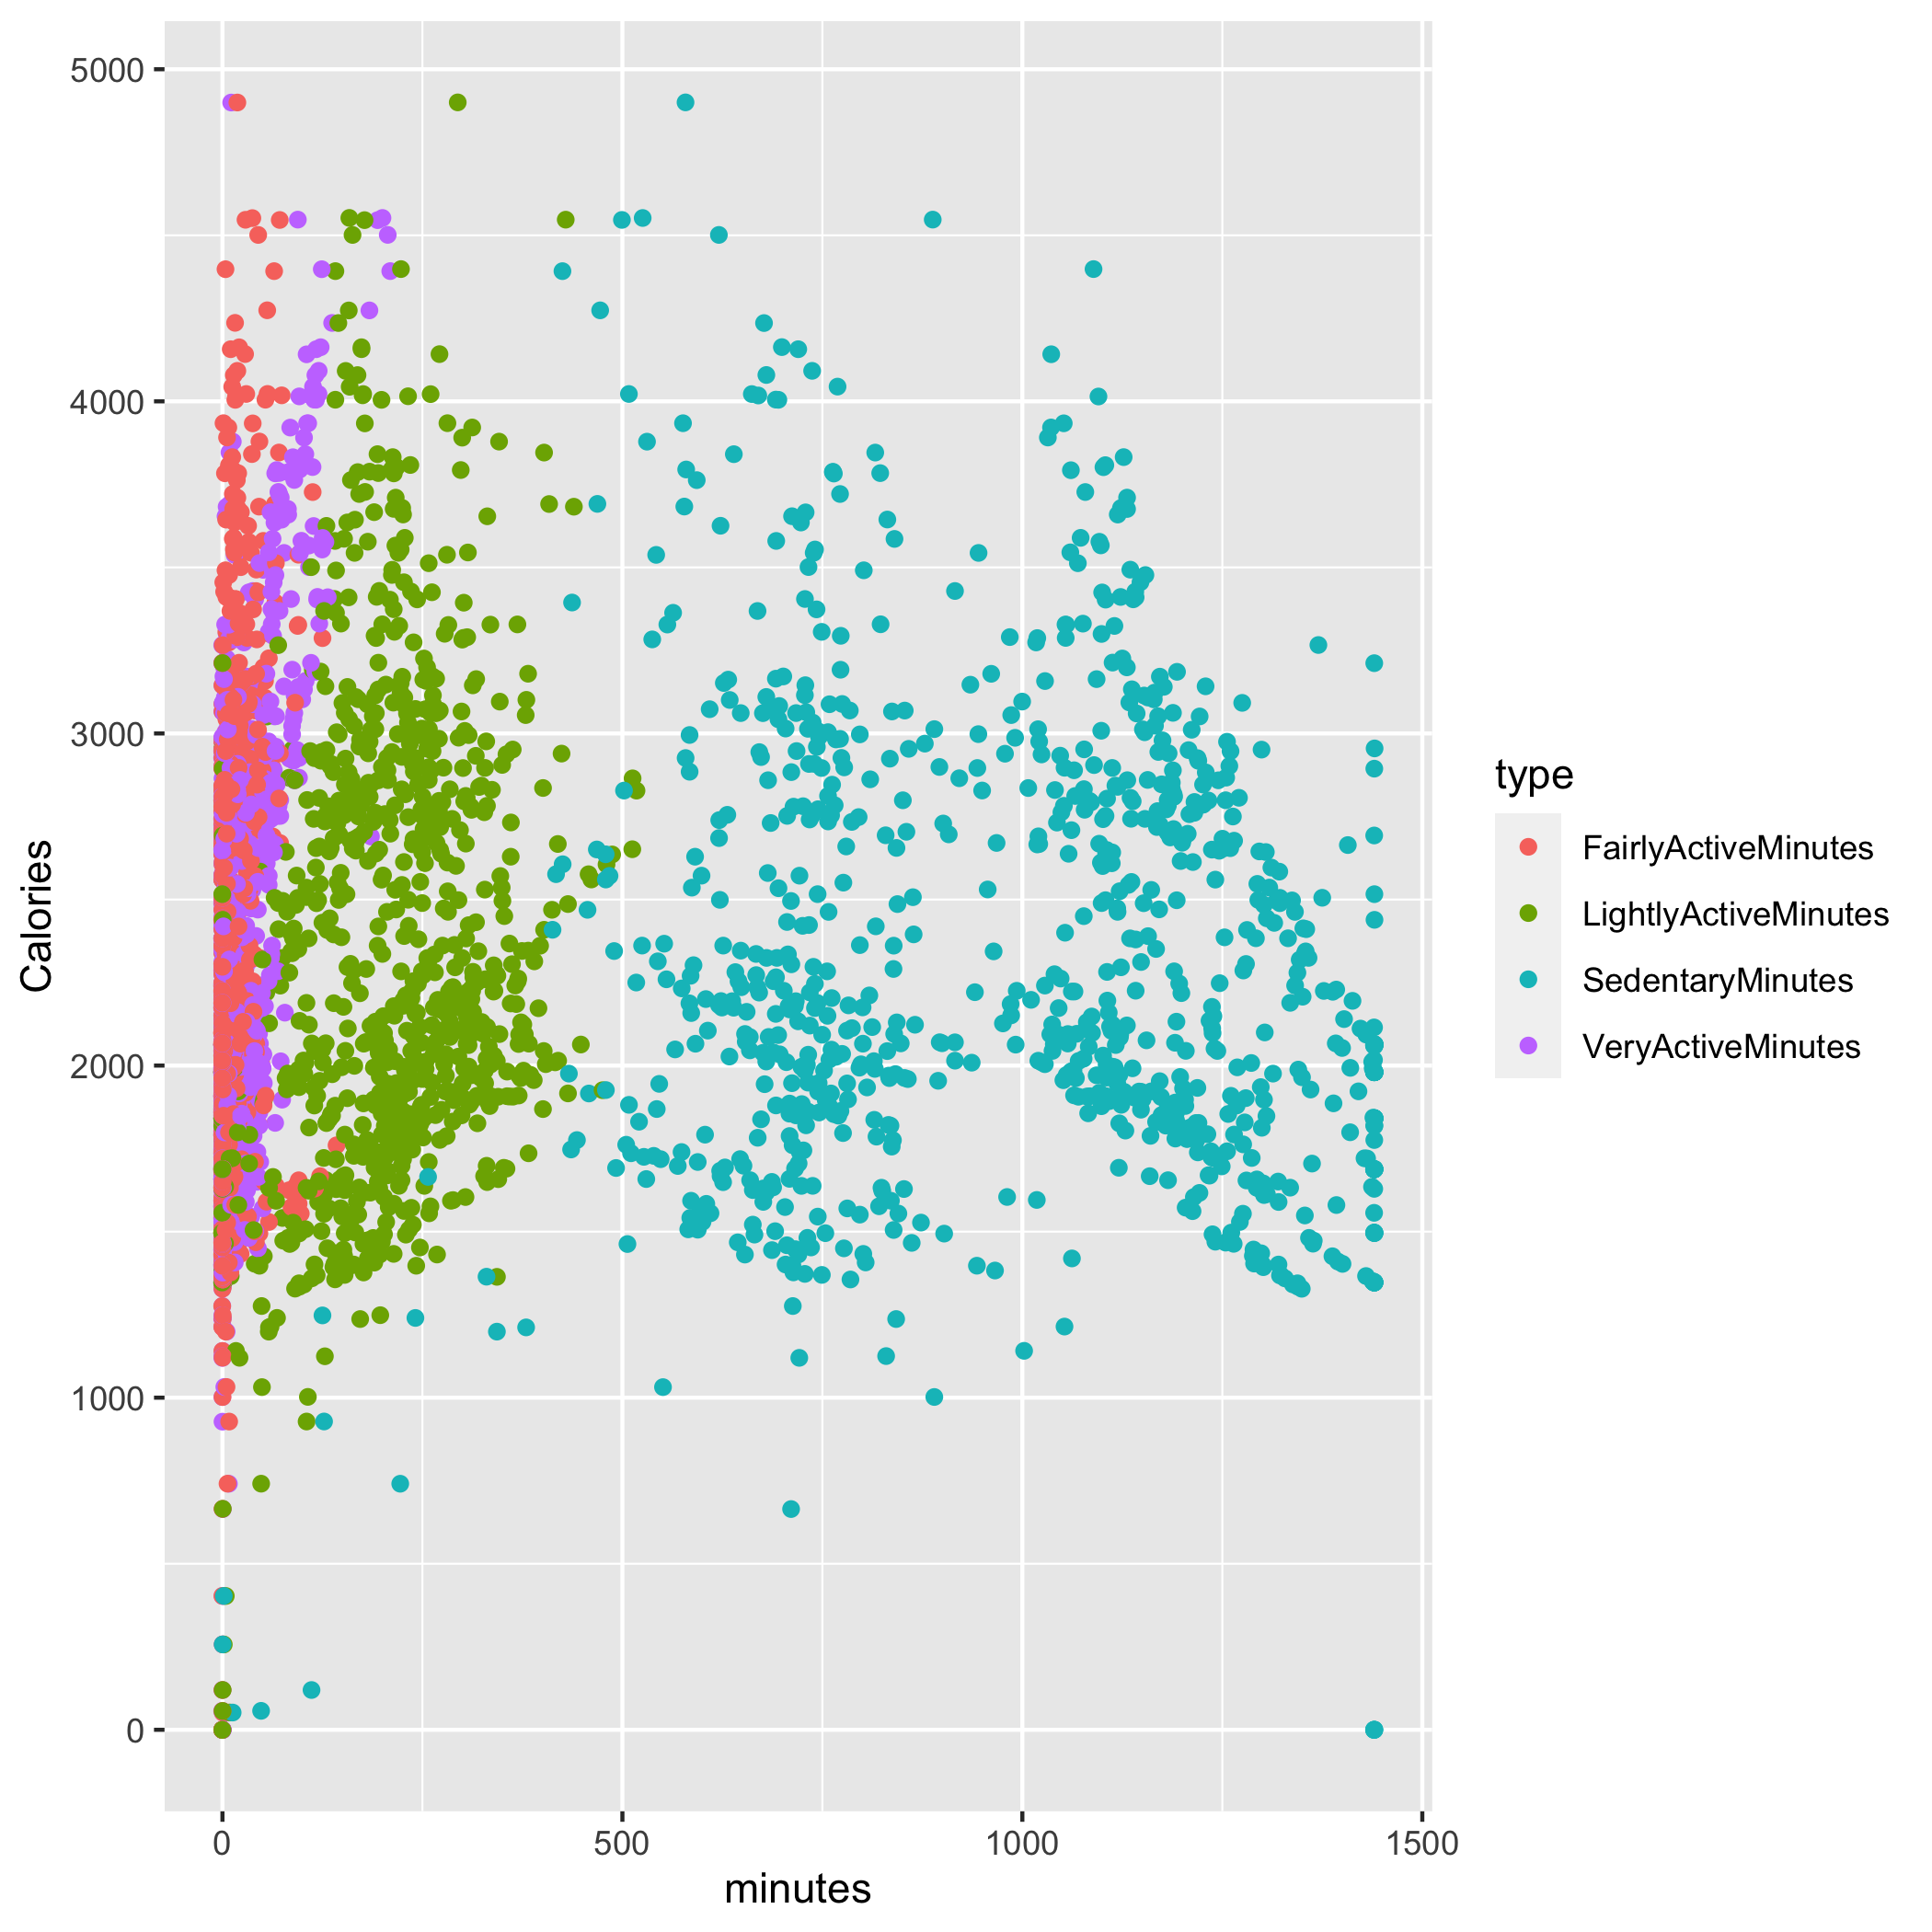 5000
4000
3000
2000
1000
0
Calories
0
500
1000
1500
minutes
type
FairlyActiveMinutes
LightlyActiveMinutes
SedentaryMinutes
VeryActiveMinutes